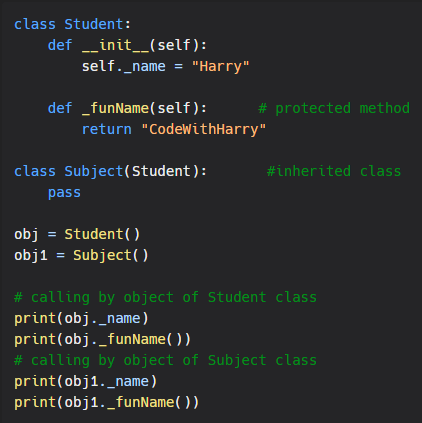 class Student:
    def __init__(self):
        self._name = "Harry"

    def _funName(self):      # protected method
        return "CodeWithHarry"

class Subject(Student):       #inherited class
    pass

obj = Student()
obj1 = Subject()

# calling by object of Student class
print(obj._name)
print(obj._funName())
# calling by object of Subject class
print(obj1._name)
print(obj1._funName())